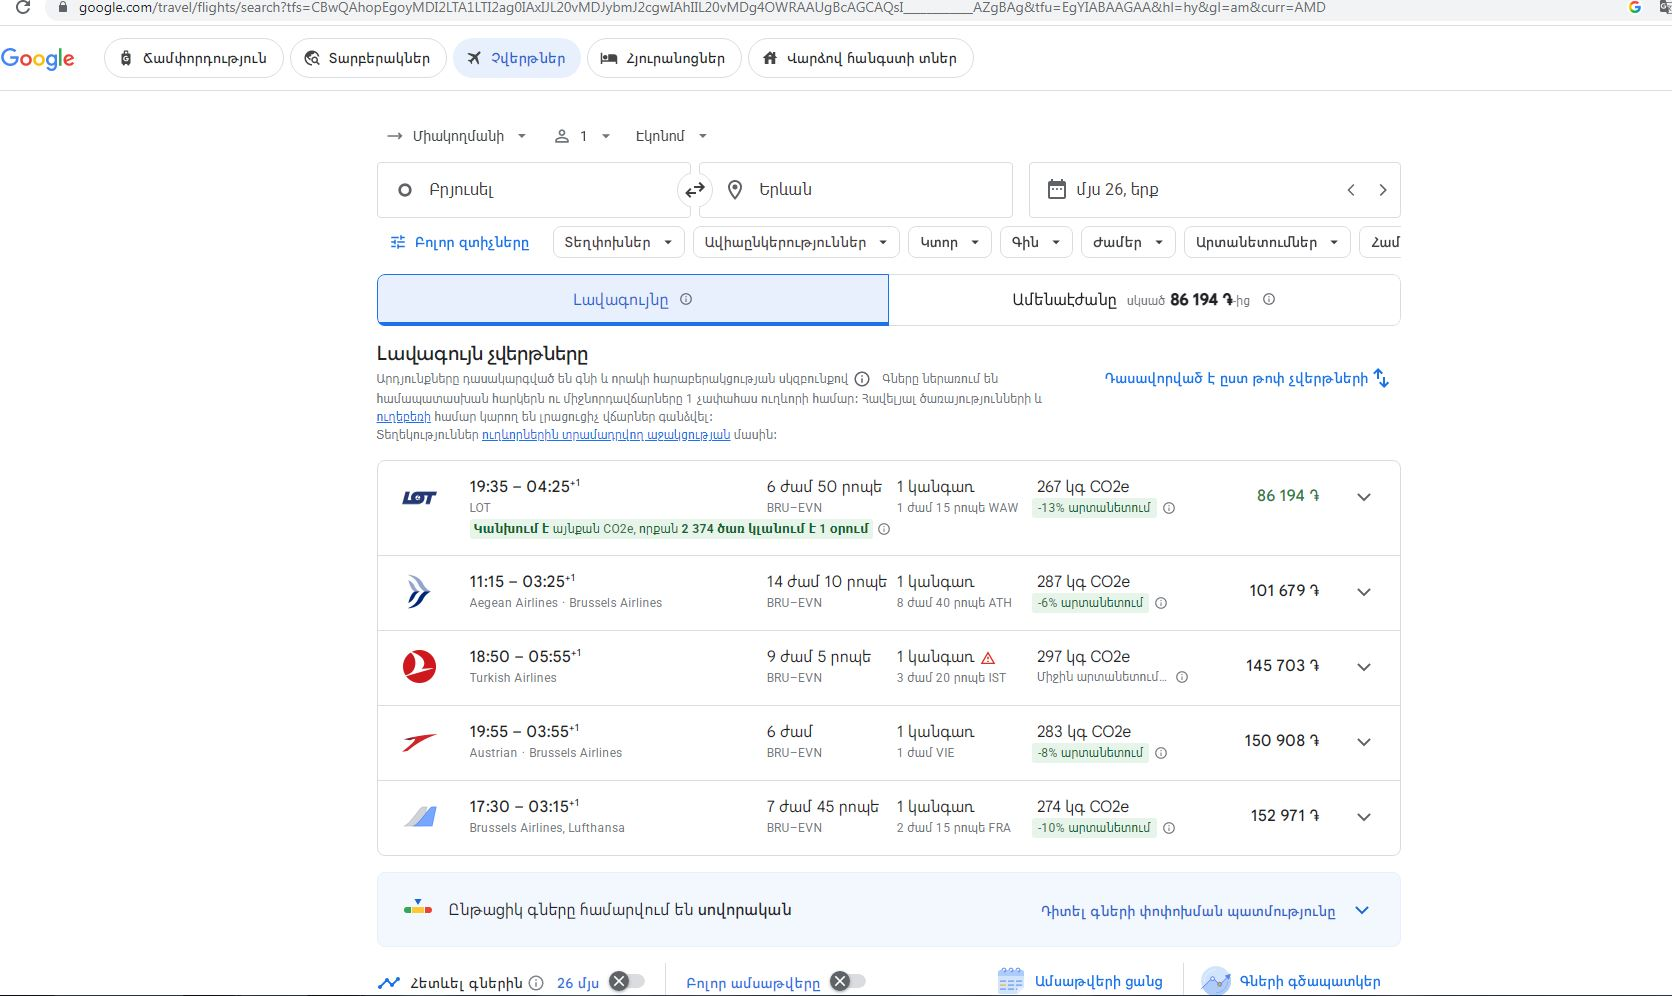 google.com/travel/flights/search?tfs=CBwQAhopEgoyMDI2LTA1LTI2ag0IAxIJL20vMDJybmJ2cgwIAhIIL20vMDg4OWRAAUgBcAGCAQsI____________AZgBAg&tfu=EgYIABAAGAA&hl=hy&gl=am&curr=AMD
Google
Ճամփորդություն
Տարբերակներ
Չվերթներ
Հյուրանոցներ
Վարձով հանգստի տներ
Միակողմանի 1 Էկոնոմ
Բրյուսել
Երևան
մյս 26, երք
Բոլոր զտիչները
Տեղփոխներ
Ավիաընկերություններ
Կտոր
Գին
Ժամեր
Արտանետումներ
Համ
Լավագույնը
Ամենաէժանը սկսած 86 194 ֏-ից
Լավագույն չվերթները
Արդյունքները դասակարգված են գնի և որակի հարաբերակցության սկզբունքով Գները ներառում են
համապատասխան հարկերն ու միջնորդավճարները 1 չափահաս ուղևորի համար: Հավելյալ ծառայությունների և
ուղեբեռի համար կարող են լրացուցիչ վճարներ գանձվել:
Տեղեկություններ ուղևորներին տրամադրվող աջակցության մասին:
Դասավորված է ըստ թոփ չվերթների
LOT
19:35 – 04:25+1
LOT
Կանխում է այնքան CO2e, որքան 2 374 ծառ կլանում է 1 օրում
6 ժամ 50 րոպե
BRU–EVN
1 կանգառ
1 ժամ 15 րոպե WAW
267 կգ CO2e
-13% արտանետում
86 194 ֏
11:15 – 03:25+1
Aegean Airlines · Brussels Airlines
14 ժամ 10 րոպե
BRU–EVN
1 կանգառ
8 ժամ 40 րոպե ATH
287 կգ CO2e
-6% արտանետում
101 679 ֏
18:50 – 05:55+1
Turkish Airlines
9 ժամ 5 րոպե
BRU–EVN
1 կանգառ
3 ժամ 20 րոպե IST
297 կգ CO2e
Միջին արտանետում...
145 703 ֏
19:55 – 03:55+1
Austrian · Brussels Airlines
6 ժամ
BRU–EVN
1 կանգառ
1 ժամ VIE
283 կգ CO2e
-8% արտանետում
150 908 ֏
17:30 – 03:15+1
Brussels Airlines, Lufthansa
7 ժամ 45 րոպե
BRU–EVN
1 կանգառ
2 ժամ 15 րոպե FRA
274 կգ CO2e
-10% արտանետում
152 971 ֏
Ընթացիկ գները համարվում են սովորական
Դիտել գների փոփոխման պատմությունը
Հետևել գներին 26 մյս
Բոլոր ամսաթվերը
Ամսաթվերի ցանց
Գների գծապատկեր